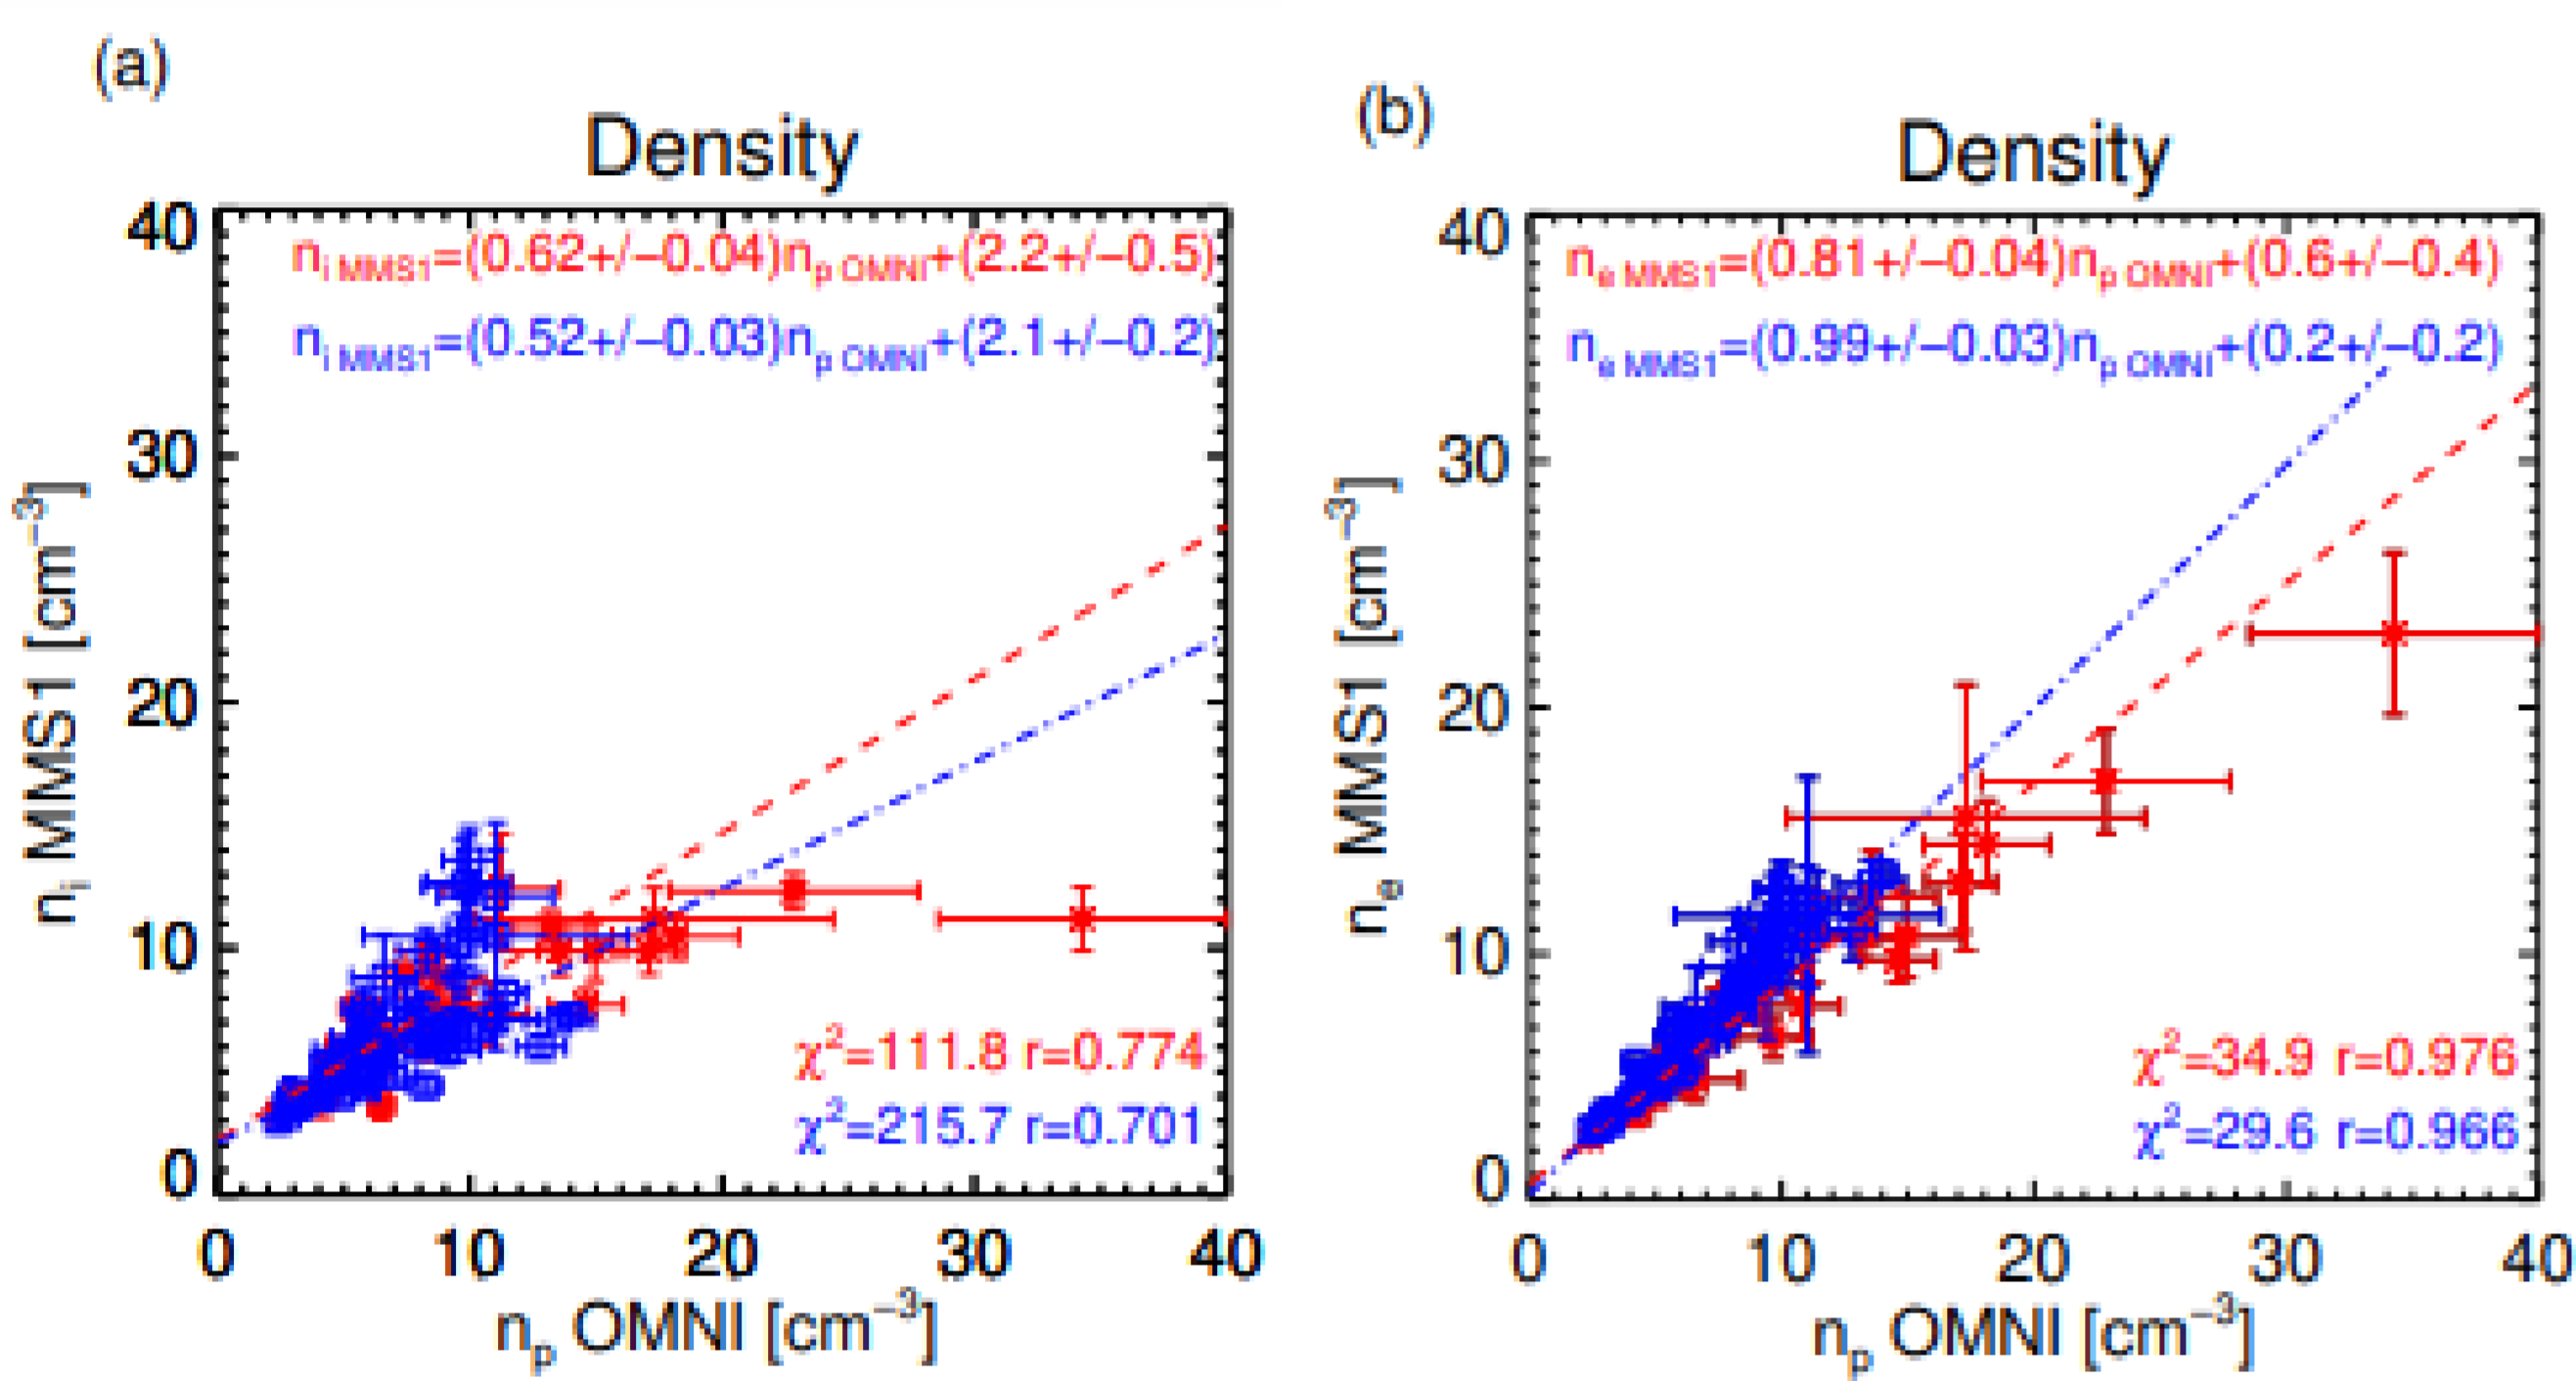 (a)
Density
n_i MMS1=(0.62+/−0.04)n_p OMNI+(2.2+/−0.5)
n_i MMS1=(0.52+/−0.03)n_p OMNI+(2.1+/−0.2)
40
30
20
10
0
n_i MMS1 [cm⁻³]
χ²=111.8 r=0.774
χ²=215.7 r=0.701
0 10 20 30 40
n_p OMNI [cm⁻³]
(b)
Density
n_e MMS1=(0.81+/−0.04)n_p OMNI+(0.6+/−0.4)
n_e MMS1=(0.99+/−0.03)n_p OMNI+(0.2+/−0.2)
40
30
20
10
0
n_e MMS1 [cm⁻³]
χ²=34.9 r=0.976
χ²=29.6 r=0.966
0 10 20 30 40
n_p OMNI [cm⁻³]